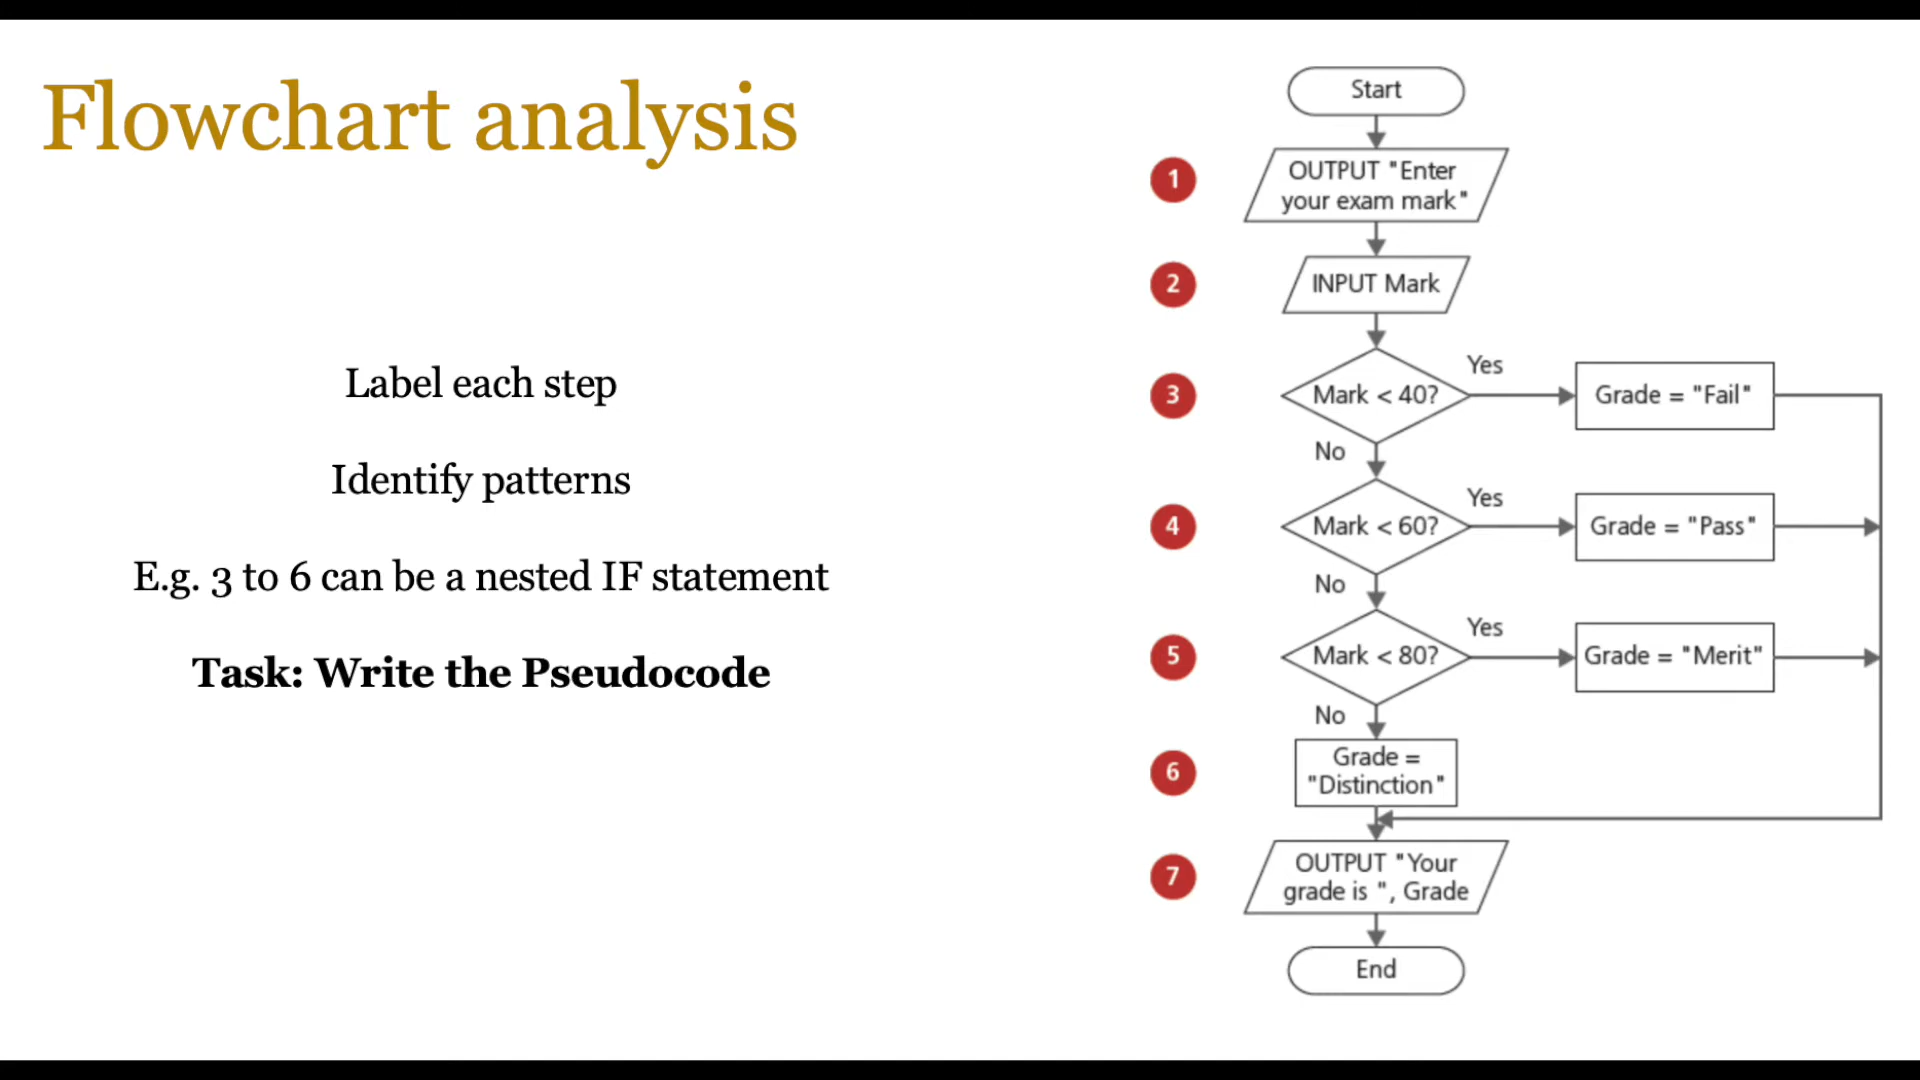 Flowchart analysis
Label each step
Identify patterns
E.g. 3 to 6 can be a nested IF statement
Task: Write the Pseudocode
Start
1
OUTPUT "Enter
your exam mark"
2
INPUT Mark
3
Mark < 40?
Yes
Grade = "Fail"
No
4
Mark < 60?
Yes
Grade = "Pass"
No
5
Mark < 80?
Yes
Grade = "Merit"
No
6
Grade =
"Distinction"
7
OUTPUT "Your
grade is ", Grade
End